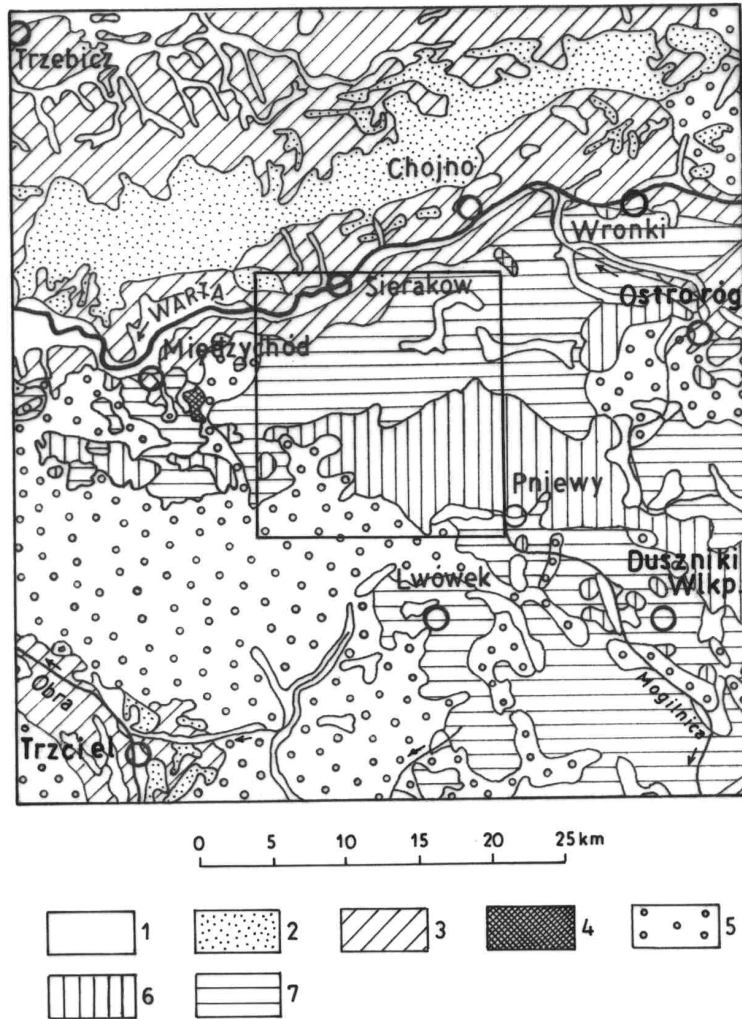 Trzebicz
Chojno
Wronki
WARTA
Sieraków
Ostroróg
Międzychód
Pniewy
Duszniki
Wlkp.
Lwówek
Obra
Mogilnica
Trzciel
0 5 10 15 20 25 km
1 2 3 4 5
6 7